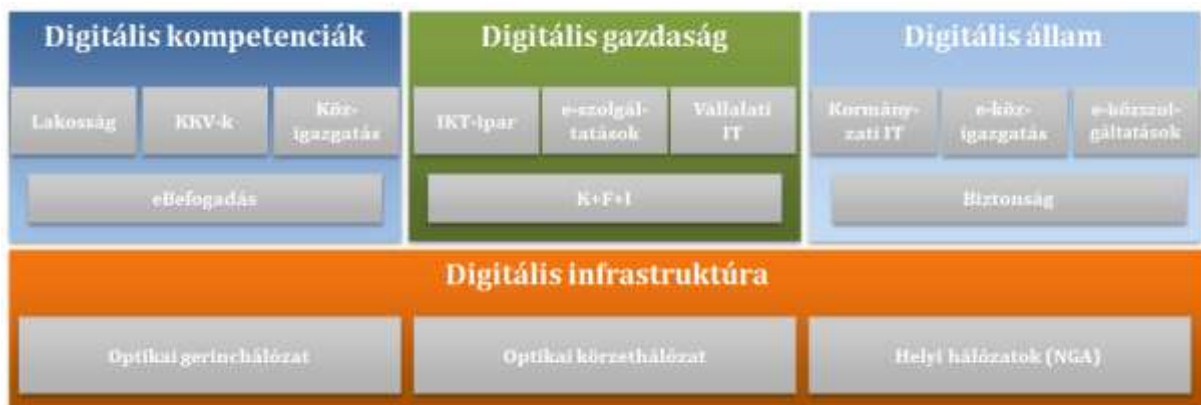 Digitális kompetenciák
Lakosság
KKV-k
Köz-
igazgatás
eBefogadás
Digitális gazdaság
IKT-ipar
e-szolgál-
tatások
Vállalati
IT
K+F+I
Digitális állam
Kormány-
zati IT
e-köz-
igazgatás
e-közszol-
gáltatások
Biztonság
Digitális infrastruktúra
Optikai gerinchálózat
Optikai körzethálózat
Helyi hálózatok (NGA)